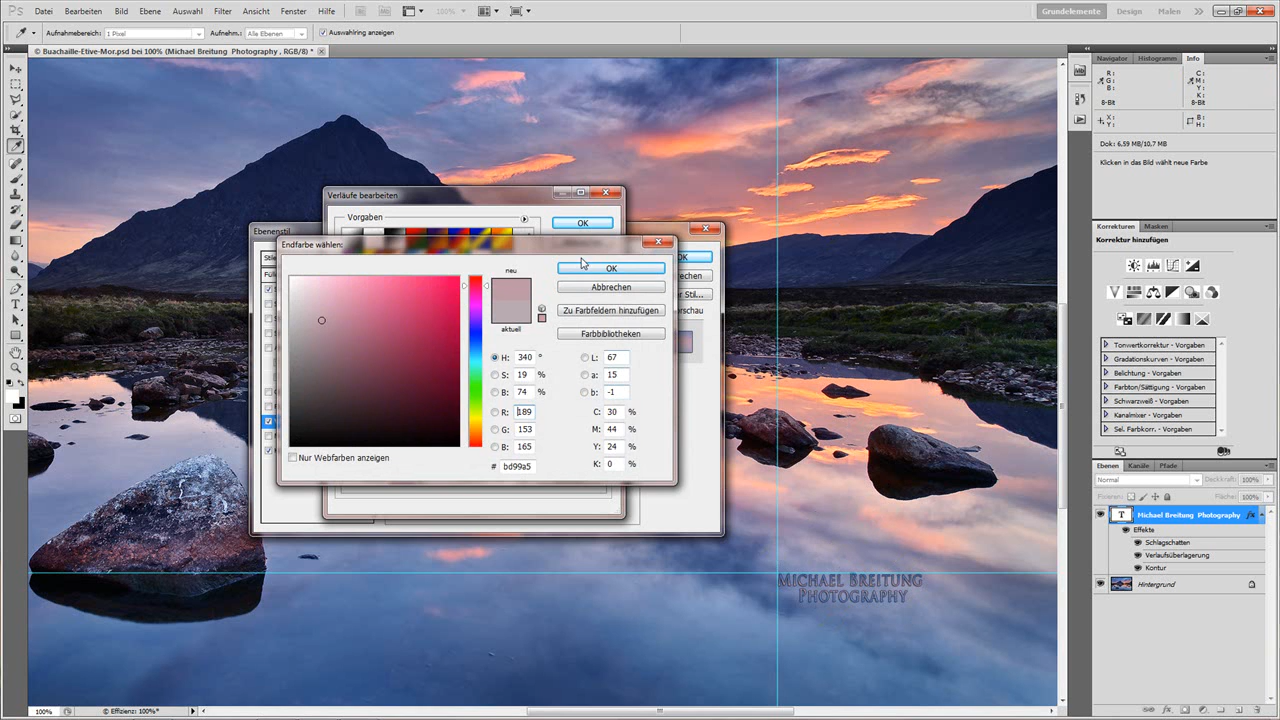 Ps Datei Bearbeiten Bild Ebene Auswahl Filter Ansicht Fenster Hilfe 100% Grundelemente Design Malen
Aufnahmebereich: 1 Pixel Aufnehm.: Alle Ebenen Auswahlring anzeigen
© Buachaille-Etive-Mor.psd bei 100% (Michael Breitung Photography , RGB/8) *
Navigator Histogramm Info
R: C:
G: M:
B: Y:
K:
8-Bit 8-Bit
X: B:
Y: H:
Dok: 6,59 MB/10,7 MB
Klicken in das Bild wählt neue Farbe
Korrekturen Masken
Korrektur hinzufügen
Tonwertkorrektur - Vorgaben
Gradationskurven - Vorgaben
Belichtung - Vorgaben
Farbton/Sättigung - Vorgaben
Schwarzweiß - Vorgaben
Kanalmixer - Vorgaben
Sel. Farbkorr. - Vorgaben
Ebenen Kanäle Pfade
Normal Deckkraft: 100%
Fixieren: Fläche: 100%
T Michael Breitung Photography fx
Effekte
Schlagschatten
Verlaufsüberlagerung
Kontur
Hintergrund
Verläufe bearbeiten
Vorgaben
OK
Ebenenstil
OK
Endfarbe wählen:
neu
aktuell
OK
Abbrechen
Zu Farbfeldern hinzufügen
Farbbibliotheken
H: 340 ° L: 67
S: 19 % a: 15
B: 74 % b: -1
R: 189 C: 30 %
G: 153 M: 44 %
B: 165 Y: 24 %
# bd99a5 K: 0 %
Nur Webfarben anzeigen
Michael Breitung
Photography
100% © Effizienz: 100%*